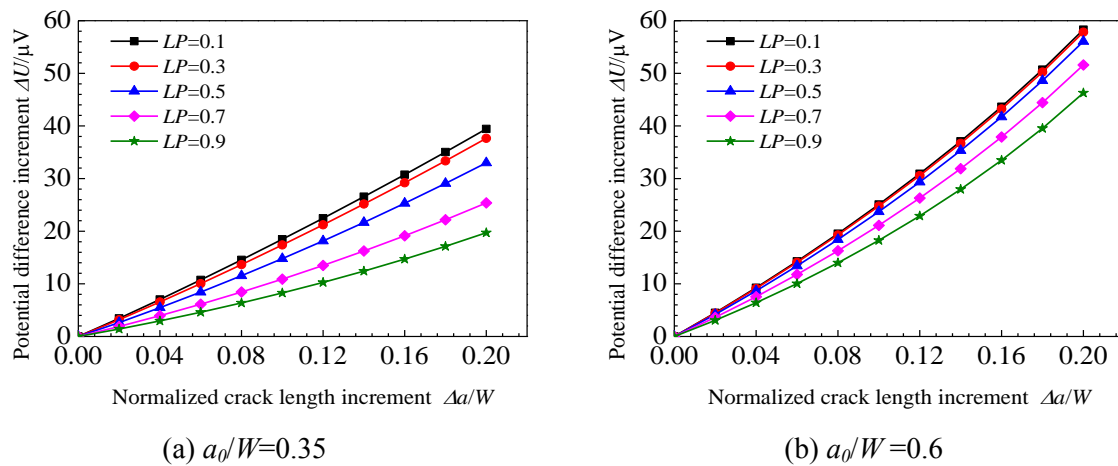 Potential difference increment ΔU/μV
60
50
40
30
20
10
0
LP=0.1
LP=0.3
LP=0.5
LP=0.7
LP=0.9
0.00 0.04 0.08 0.12 0.16 0.20
Normalized crack length increment Δa/W
(a) a0/W=0.35
Potential difference increment ΔU/μV
60
50
40
30
20
10
0
LP=0.1
LP=0.3
LP=0.5
LP=0.7
LP=0.9
0.00 0.04 0.08 0.12 0.16 0.20
Normalized crack length increment Δa/W
(b) a0/W =0.6